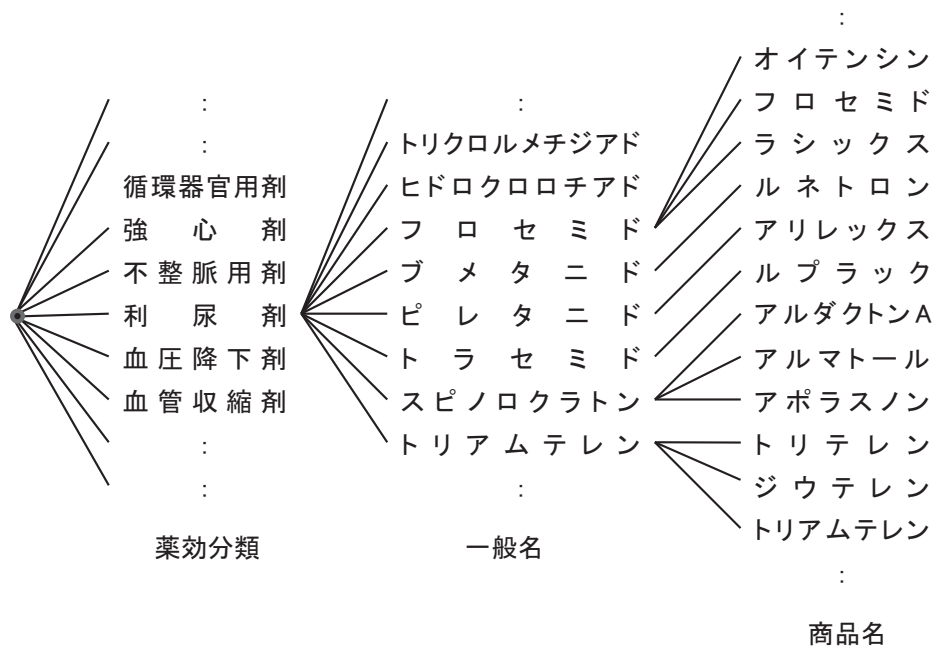 :
:
循環器官用剤
強心剤
不整脈用剤
利尿剤
血圧降下剤
血管収縮剤
:
:
薬効分類
:
トリクロルメチジアド
ヒドロクロロチアド
フロセミド
ブメタニド
ピレタニド
トラセミド
スピノロクラトン
トリアムテレン
:
一般名
:
オイテンシン
フロセミド
ラシックス
ルネトロン
アリレックス
ルプラック
アルダクトンA
アルマトール
アポラスノン
トリテレン
ジウテレン
トリアムテレン
:
商品名